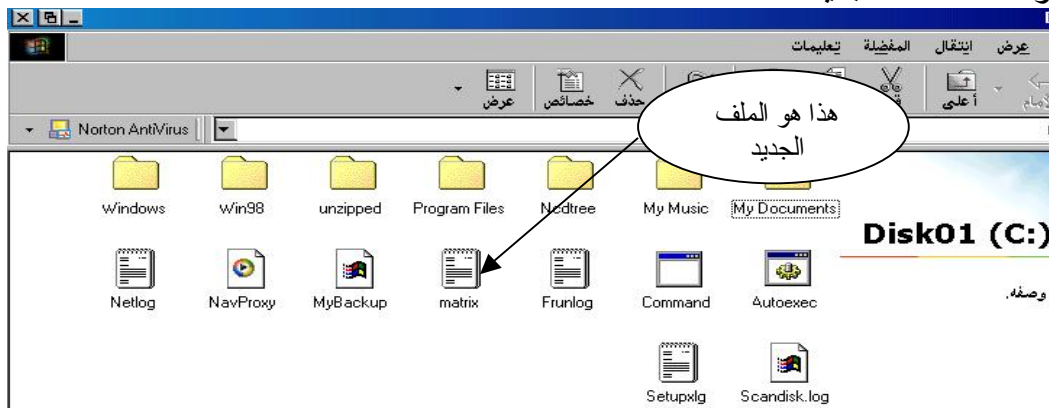 عرض انتقال المفضلة تعليمات
أعلى
حذف
خصائص
عرض
هذا هو الملف
الجديد
Norton AntiVirus
Windows
Win98
unzipped
Program Files
Nedtree
My Music
My Documents
Disk01 (C:)
Netlog
NavProxy
MyBackup
matrix
Frunlog
Command
Autoexec
وصفه.
Setupxlg
Scandisk.log